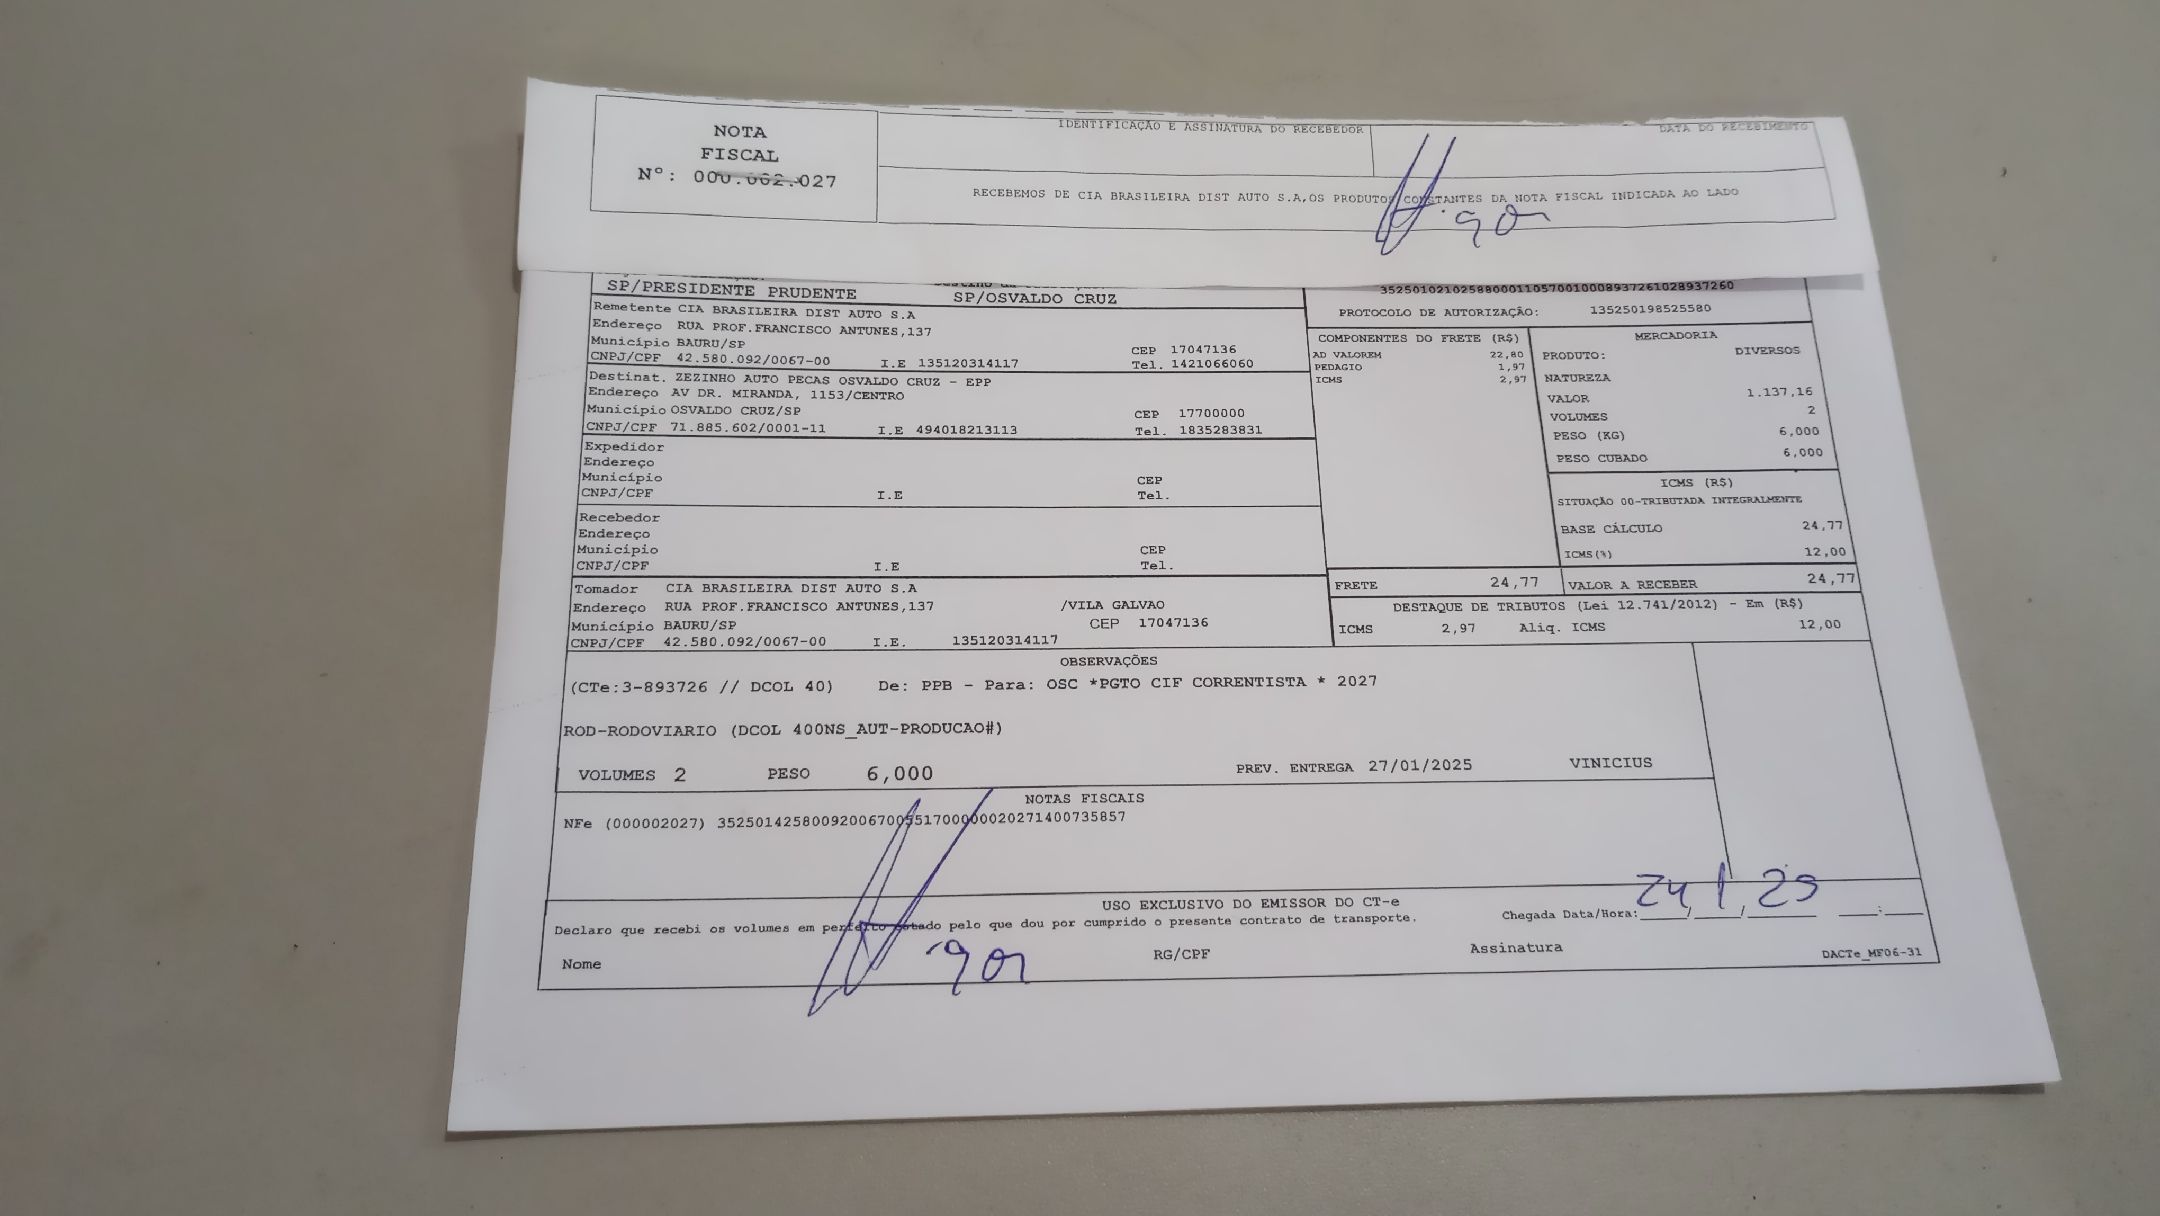 NOTA
FISCAL
Nº: 000.002.027
IDENTIFICAÇÃO E ASSINATURA DO RECEBEDOR
DATA DO RECEBIMENTO
RECEBEMOS DE CIA BRASILEIRA DIST AUTO S.A,OS PRODUTOS CONSTANTES DA NOTA FISCAL INDICADA AO LADO
SP/PRESIDENTE PRUDENTE SP/OSVALDO CRUZ
Remetente CIA BRASILEIRA DIST AUTO S.A
Endereço RUA PROF.FRANCISCO ANTUNES,137
Município BAURU/SP CEP 17047136
CNPJ/CPF 42.580.092/0067-00 I.E 135120314117 Tel. 1421066060
Destinat. ZEZINHO AUTO PECAS OSVALDO CRUZ - EPP
Endereço AV DR. MIRANDA, 1153/CENTRO
Município OSVALDO CRUZ/SP CEP 17700000
CNPJ/CPF 71.885.602/0001-11 I.E 494018213113 Tel. 1835283831
Expedidor
Endereço
Município CEP
CNPJ/CPF I.E Tel.
Recebedor
Endereço
Município CEP
CNPJ/CPF I.E Tel.
Tomador CIA BRASILEIRA DIST AUTO S.A
Endereço RUA PROF.FRANCISCO ANTUNES,137 /VILA GALVAO
Município BAURU/SP CEP 17047136
CNPJ/CPF 42.580.092/0067-00 I.E. 135120314117
35250102102588000110570010008937261028937260
PROTOCOLO DE AUTORIZAÇÃO: 135250198525580
COMPONENTES DO FRETE (R$)
AD VALOREM 22,80
PEDAGIO 1,97
ICMS 2,97
MERCADORIA
PRODUTO: DIVERSOS
NATUREZA
VALOR 1.137,16
VOLUMES 2
PESO (KG) 6,000
PESO CUBADO 6,000
ICMS (R$)
SITUAÇÃO 00-TRIBUTADA INTEGRALMENTE
BASE CÁLCULO 24,77
ICMS(%) 12,00
FRETE 24,77 VALOR A RECEBER 24,77
DESTAQUE DE TRIBUTOS (Lei 12.741/2012) - Em (R$)
ICMS 2,97 Aliq. ICMS 12,00
OBSERVAÇÕES
(CTe:3-893726 // DCOL 40) De: PPB - Para: OSC *PGTO CIF CORRENTISTA * 2027
ROD-RODOVIARIO (DCOL 400NS_AUT-PRODUCAO#)
VOLUMES 2 PESO 6,000 PREV. ENTREGA 27/01/2025 VINICIUS
NOTAS FISCAIS
NFe (000002027) 35250142580092006700551700000020271400735857
USO EXCLUSIVO DO EMISSOR DO CT-e
Declaro que recebi os volumes em perfeito estado pelo que dou por cumprido o presente contrato de transporte.
Chegada Data/Hora: 24/1/25 __:__
Nome RG/CPF Assinatura DACTe_MF06-31